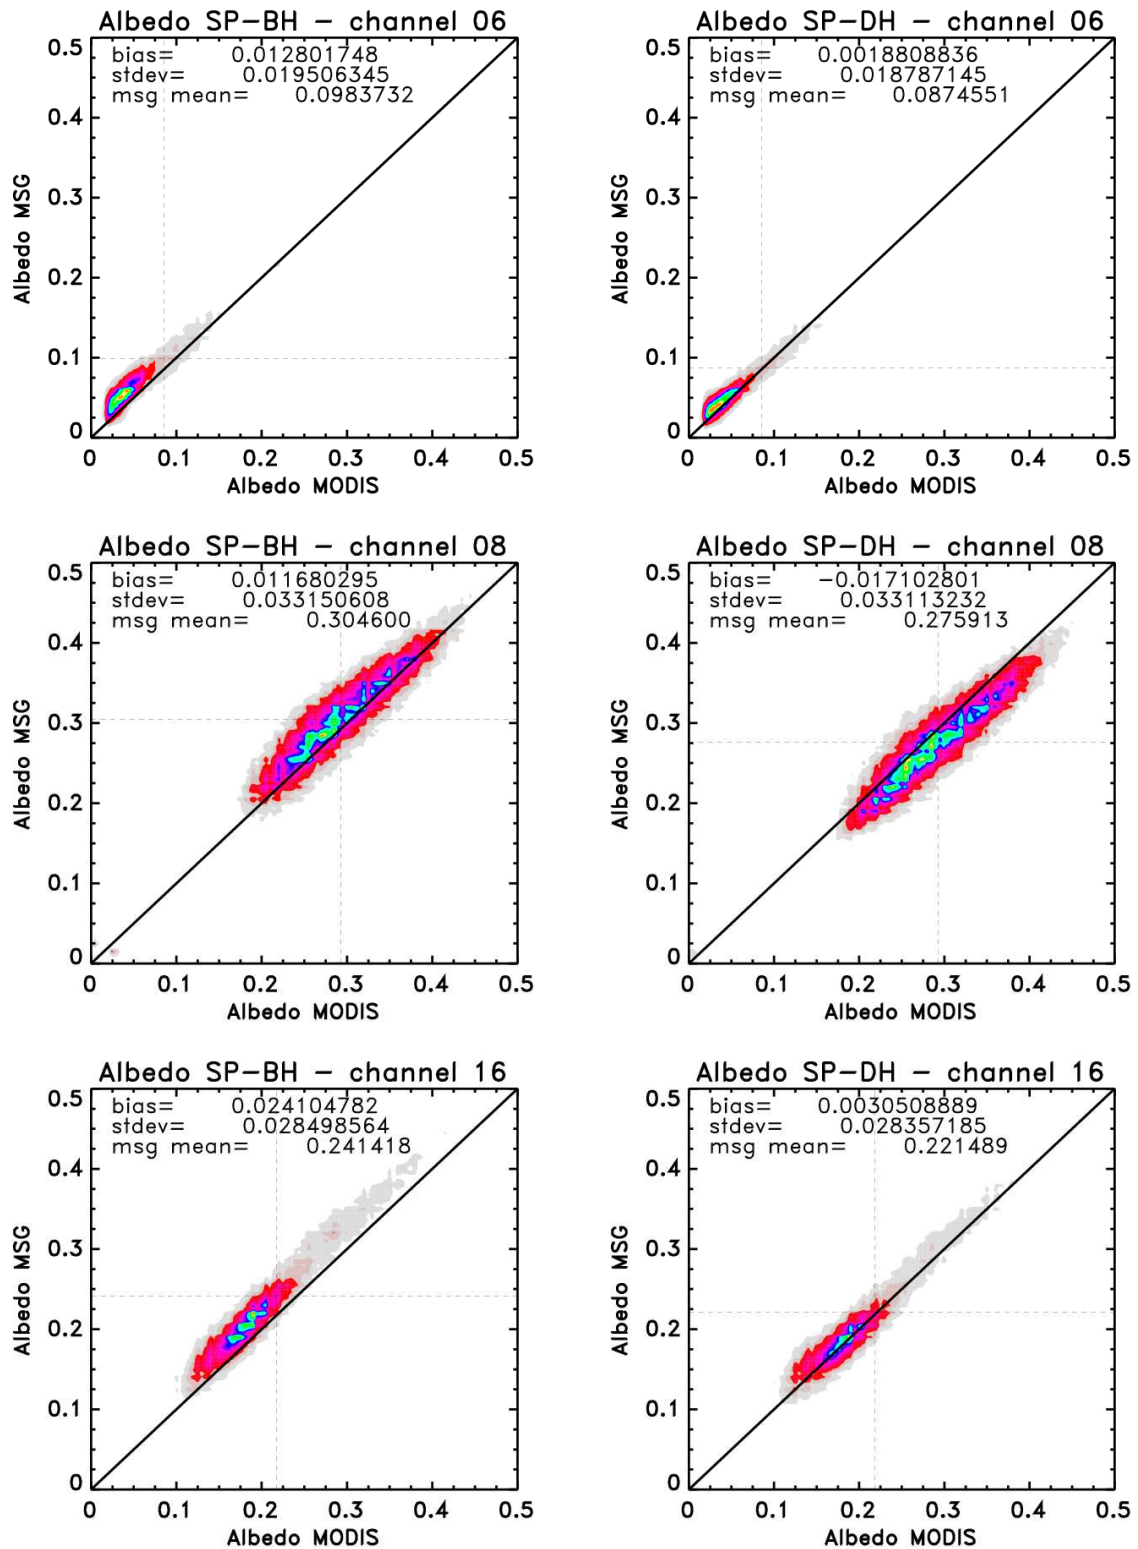 Albedo SP-BH - channel 06
bias= 0.012801748
stdev= 0.019506345
msg mean= 0.0983732
0.5
0.4
0.3
0.2
0.1
0
Albedo MSG
0 0.1 0.2 0.3 0.4 0.5
Albedo MODIS
Albedo SP-DH - channel 06
bias= 0.0018808836
stdev= 0.018787145
msg mean= 0.0874551
0.5
0.4
0.3
0.2
0.1
0
Albedo MSG
0 0.1 0.2 0.3 0.4 0.5
Albedo MODIS
Albedo SP-BH - channel 08
bias= 0.011680295
stdev= 0.033150608
msg mean= 0.304600
0.5
0.4
0.3
0.2
0.1
0
Albedo MSG
0 0.1 0.2 0.3 0.4 0.5
Albedo MODIS
Albedo SP-DH - channel 08
bias= -0.017102801
stdev= 0.033113232
msg mean= 0.275913
0.5
0.4
0.3
0.2
0.1
0
Albedo MSG
0 0.1 0.2 0.3 0.4 0.5
Albedo MODIS
Albedo SP-BH - channel 16
bias= 0.024104782
stdev= 0.028498564
msg mean= 0.241418
0.5
0.4
0.3
0.2
0.1
0
Albedo MSG
0 0.1 0.2 0.3 0.4 0.5
Albedo MODIS
Albedo SP-DH - channel 16
bias= 0.0030508889
stdev= 0.028357185
msg mean= 0.221489
0.5
0.4
0.3
0.2
0.1
0
Albedo MSG
0 0.1 0.2 0.3 0.4 0.5
Albedo MODIS